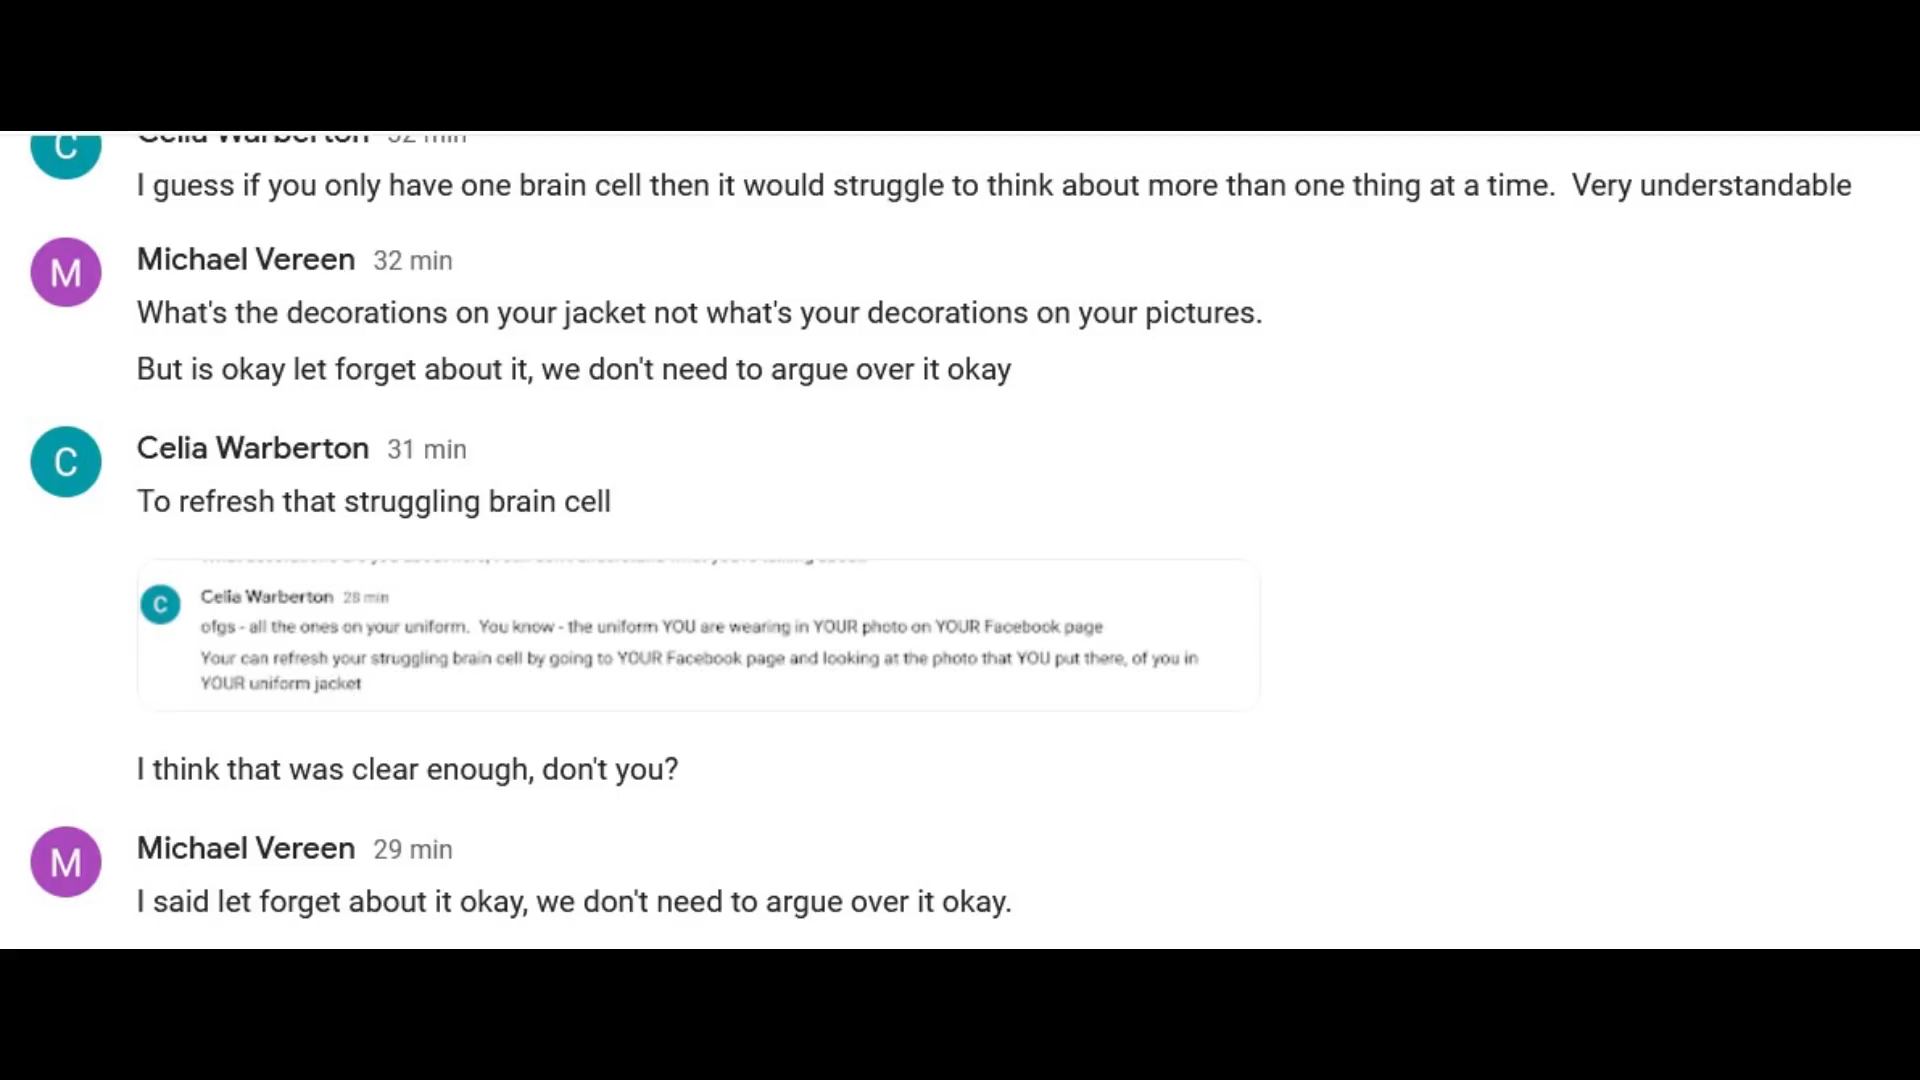 C
Celia Warberton 32 min
I guess if you only have one brain cell then it would struggle to think about more than one thing at a time.  Very understandable
M
Michael Vereen 32 min
What's the decorations on your jacket not what's your decorations on your pictures.
But is okay let forget about it, we don't need to argue over it okay
C
Celia Warberton 31 min
To refresh that struggling brain cell
C
Celia Warberton 28 min
ofgs - all the ones on your uniform.  You know - the uniform YOU are wearing in YOUR photo on YOUR Facebook page
Your can refresh your struggling brain cell by going to YOUR Facebook page and looking at the photo that YOU put there, of you in
YOUR uniform jacket
I think that was clear enough, don't you?
M
Michael Vereen 29 min
I said let forget about it okay, we don't need to argue over it okay.